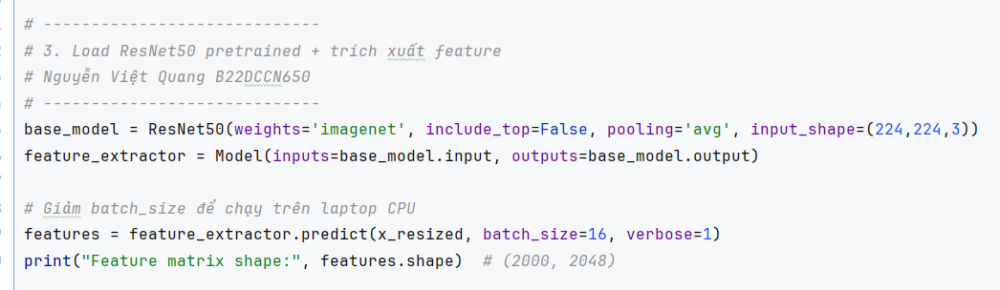 # -----------------------------
# 3. Load ResNet50 pretrained + trích xuất feature
# Nguyễn Việt Quang B22DCCN650
# -----------------------------
base_model = ResNet50(weights='imagenet', include_top=False, pooling='avg', input_shape=(224,224,3))
feature_extractor = Model(inputs=base_model.input, outputs=base_model.output)

# Giảm batch_size để chạy trên laptop CPU
features = feature_extractor.predict(x_resized, batch_size=16, verbose=1)
print("Feature matrix shape:", features.shape)  # (2000, 2048)